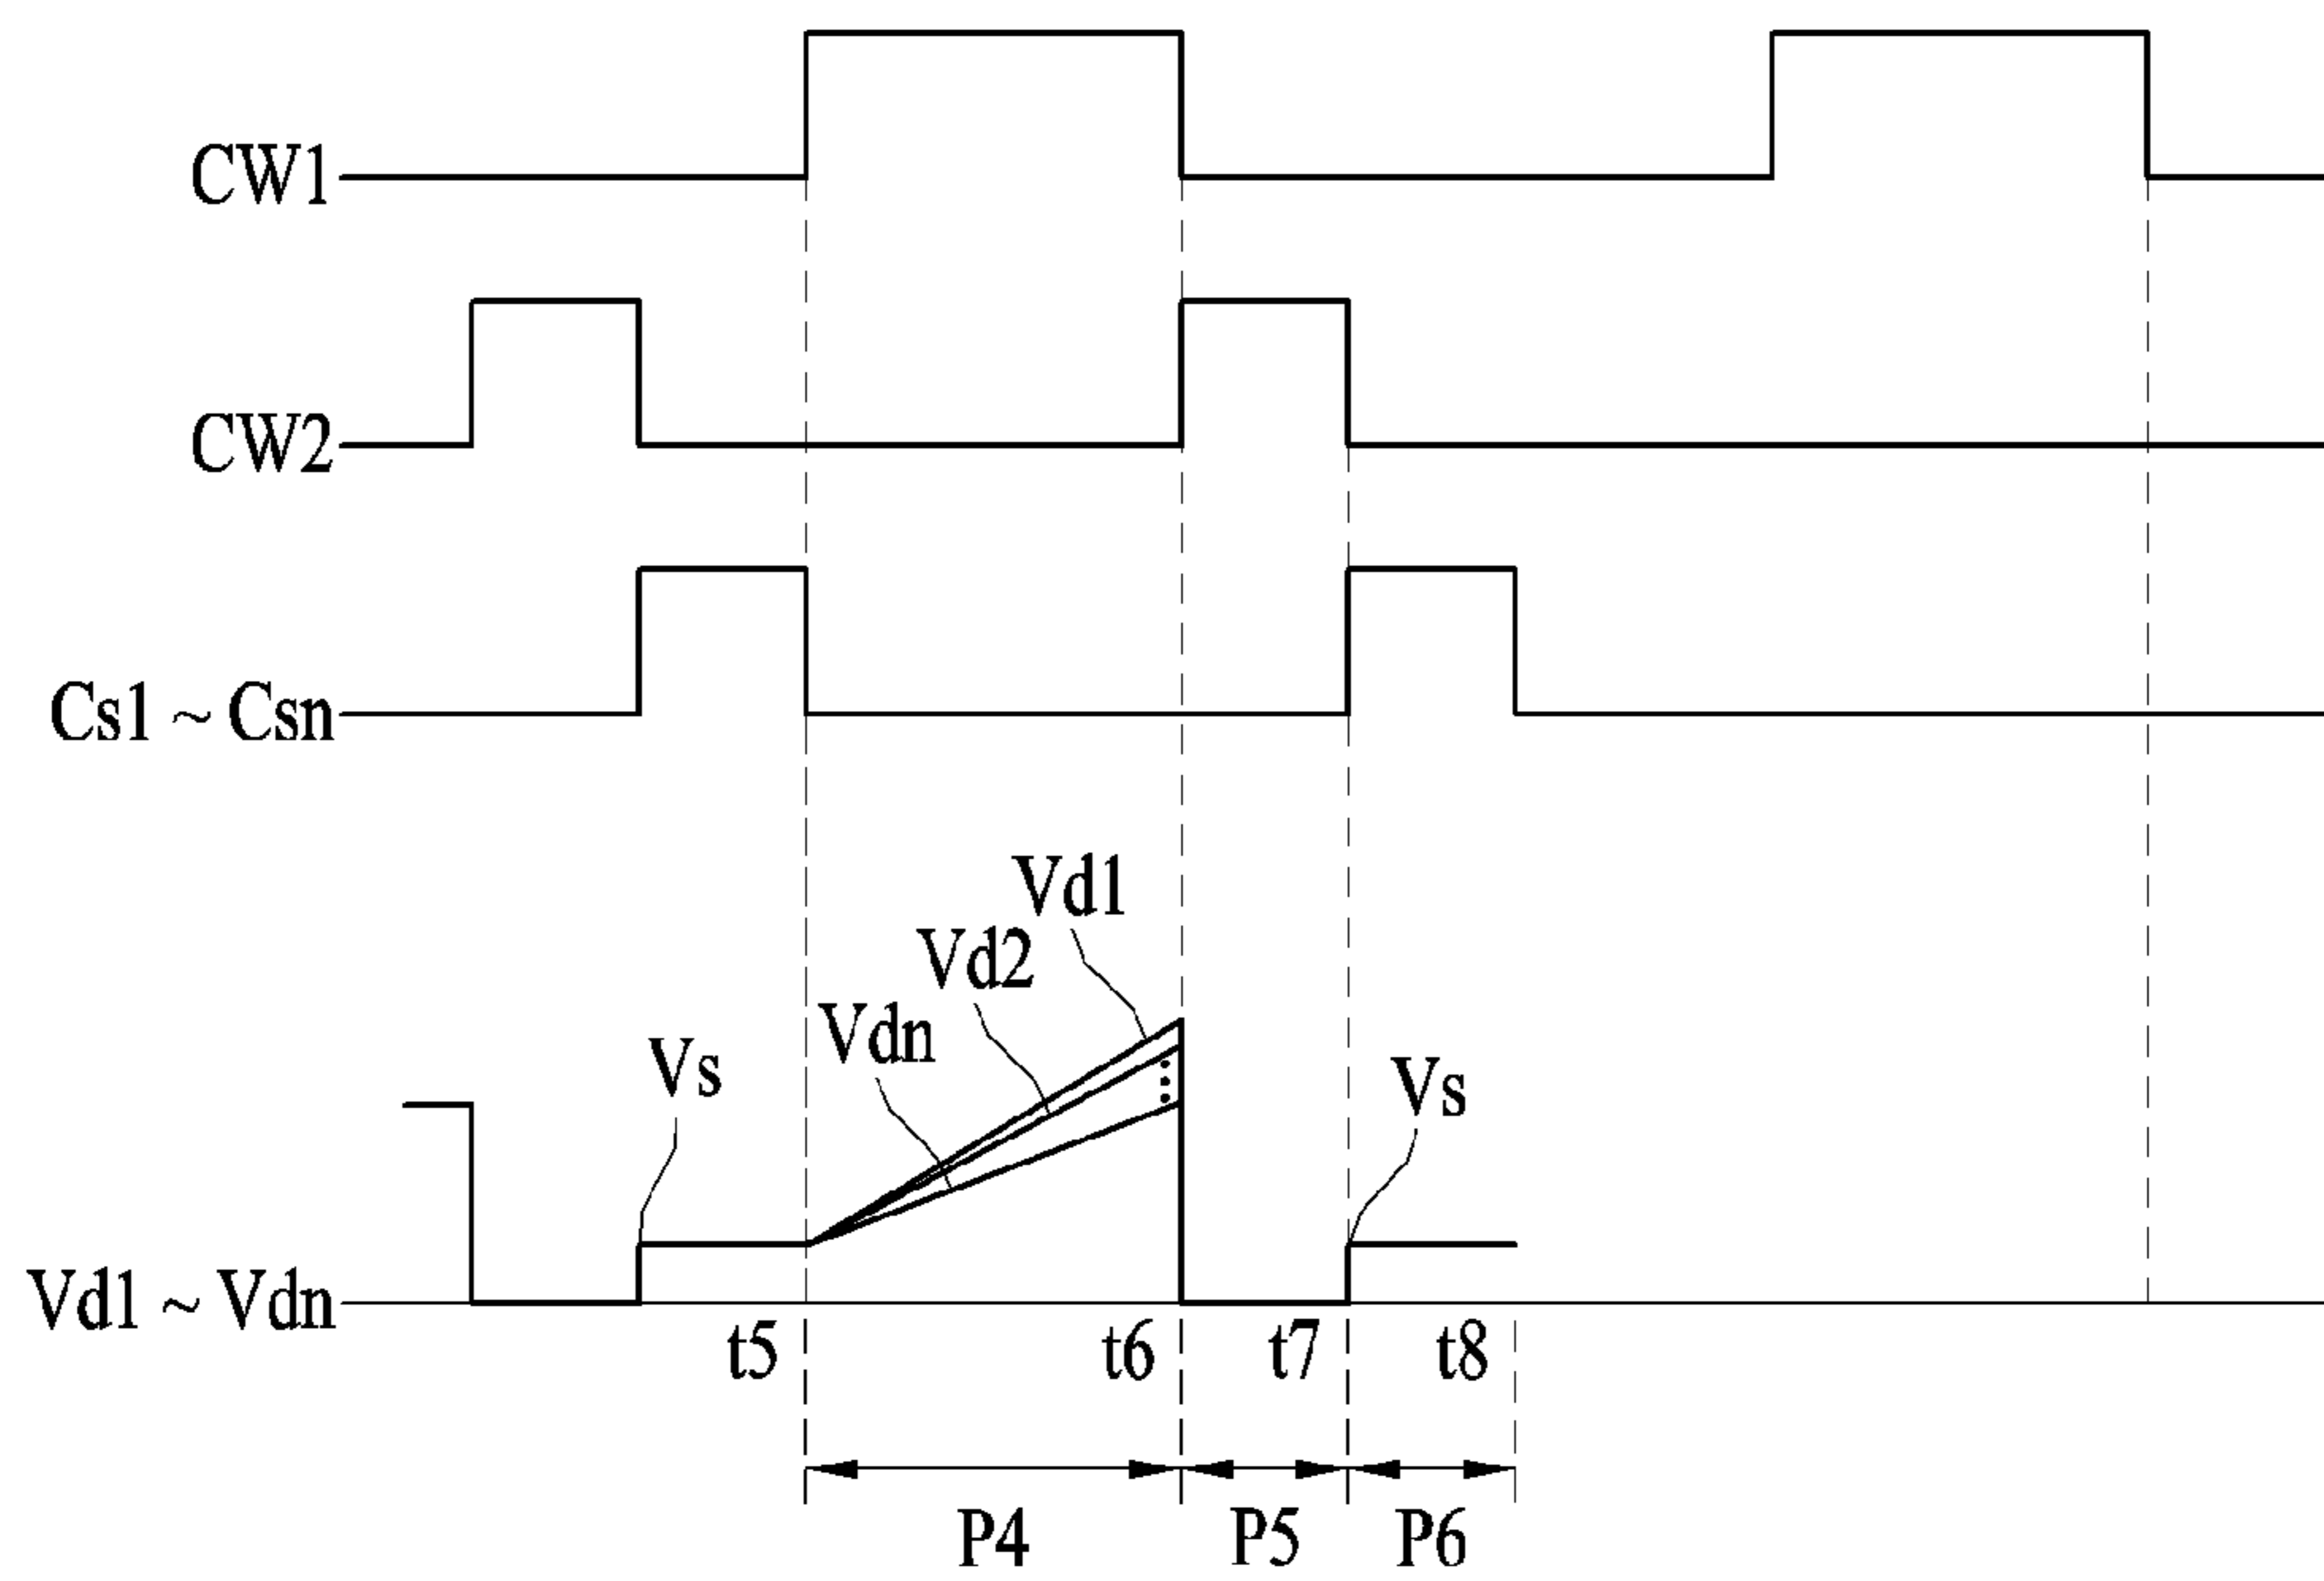 CW1
CW2
Cs1 ~ Csn
Vd1
Vd2
Vdn
Vs
Vs
Vd1 ~ Vdn
t5 t6 t7 t8
P4 P5 P6